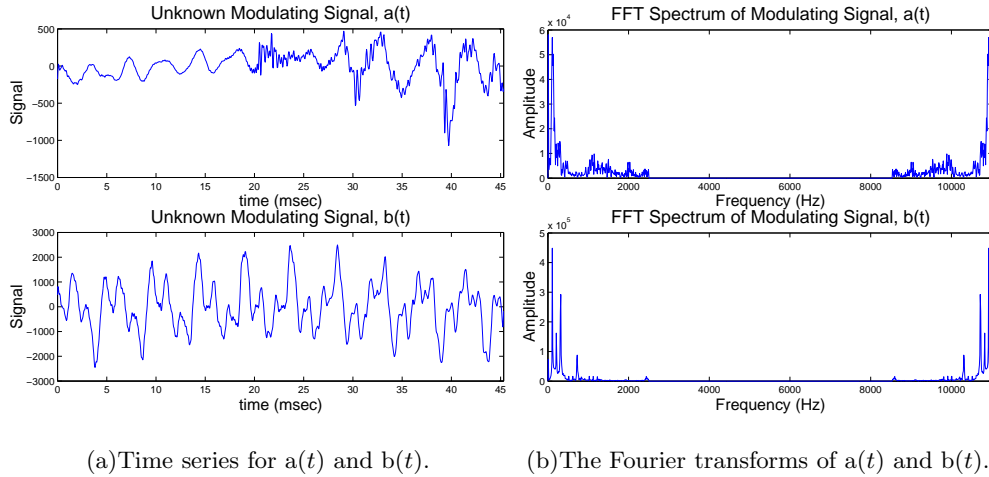 Unknown Modulating Signal, a(t)
500
0
−500
−1000
−1500
Signal
0 5 10 15 20 25 30 35 40 45
time (msec)
FFT Spectrum of Modulating Signal, a(t)
x 10^4
6
5
4
3
2
1
0
Amplitude
0 2000 4000 6000 8000 10000
Frequency (Hz)
Unknown Modulating Signal, b(t)
3000
2000
1000
0
−1000
−2000
−3000
Signal
0 5 10 15 20 25 30 35 40 45
time (msec)
FFT Spectrum of Modulating Signal, b(t)
x 10^5
5
4
3
2
1
0
Amplitude
0 2000 4000 6000 8000 10000
Frequency (Hz)
(a)Time series for a(t) and b(t).
(b)The Fourier transforms of a(t) and b(t).